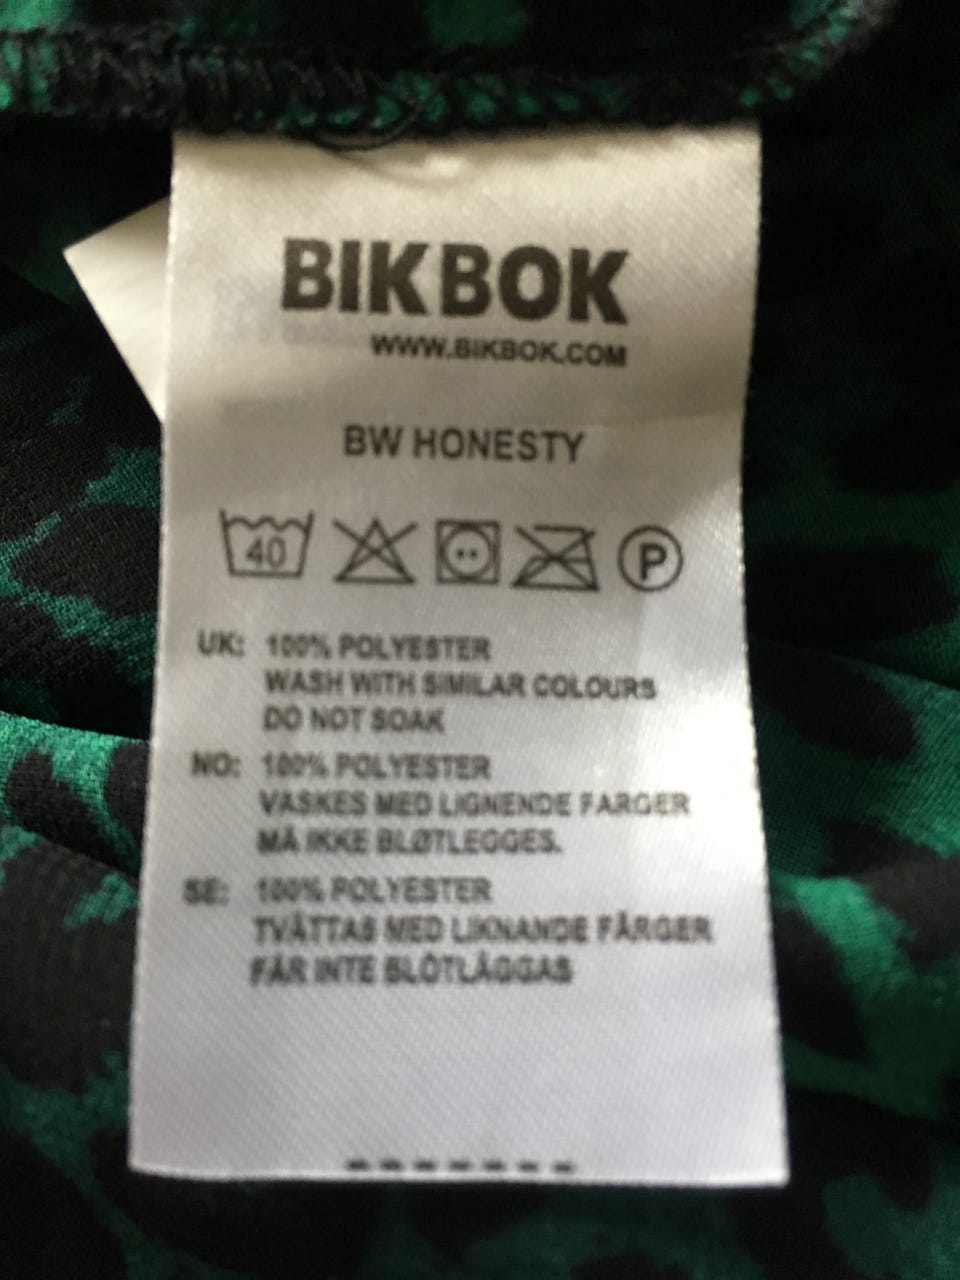 BIKBOK
WWW.BIKBOK.COM
BW HONESTY
40 P
UK: 100% POLYESTER
WASH WITH SIMILAR COLOURS
DO NOT SOAK
NO: 100% POLYESTER
VASKES MED LIGNENDE FARGER
MÅ IKKE BLØTLEGGES.
SE: 100% POLYESTER
TVÄTTAS MED LIKNANDE FÄRGER
FÅR INTE BLÖTLÄGGAS